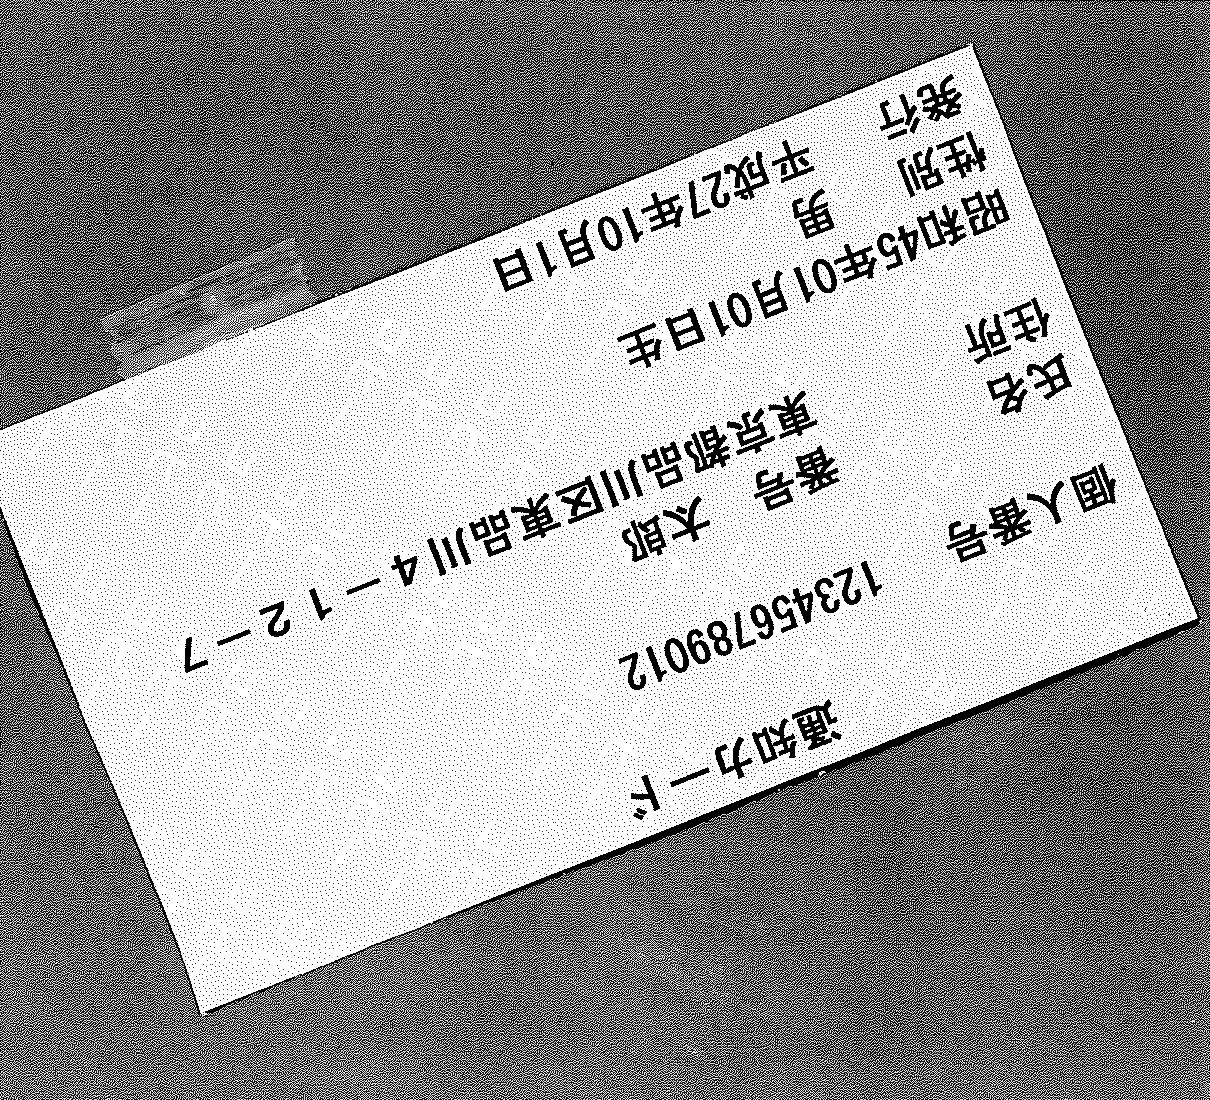 通知カード
個人番号 123456789012
氏名 番号 太郎
住所 東京都品川区東品川4－12－7
昭和45年01月01日生
性別 男
発行 平成27年10月1日